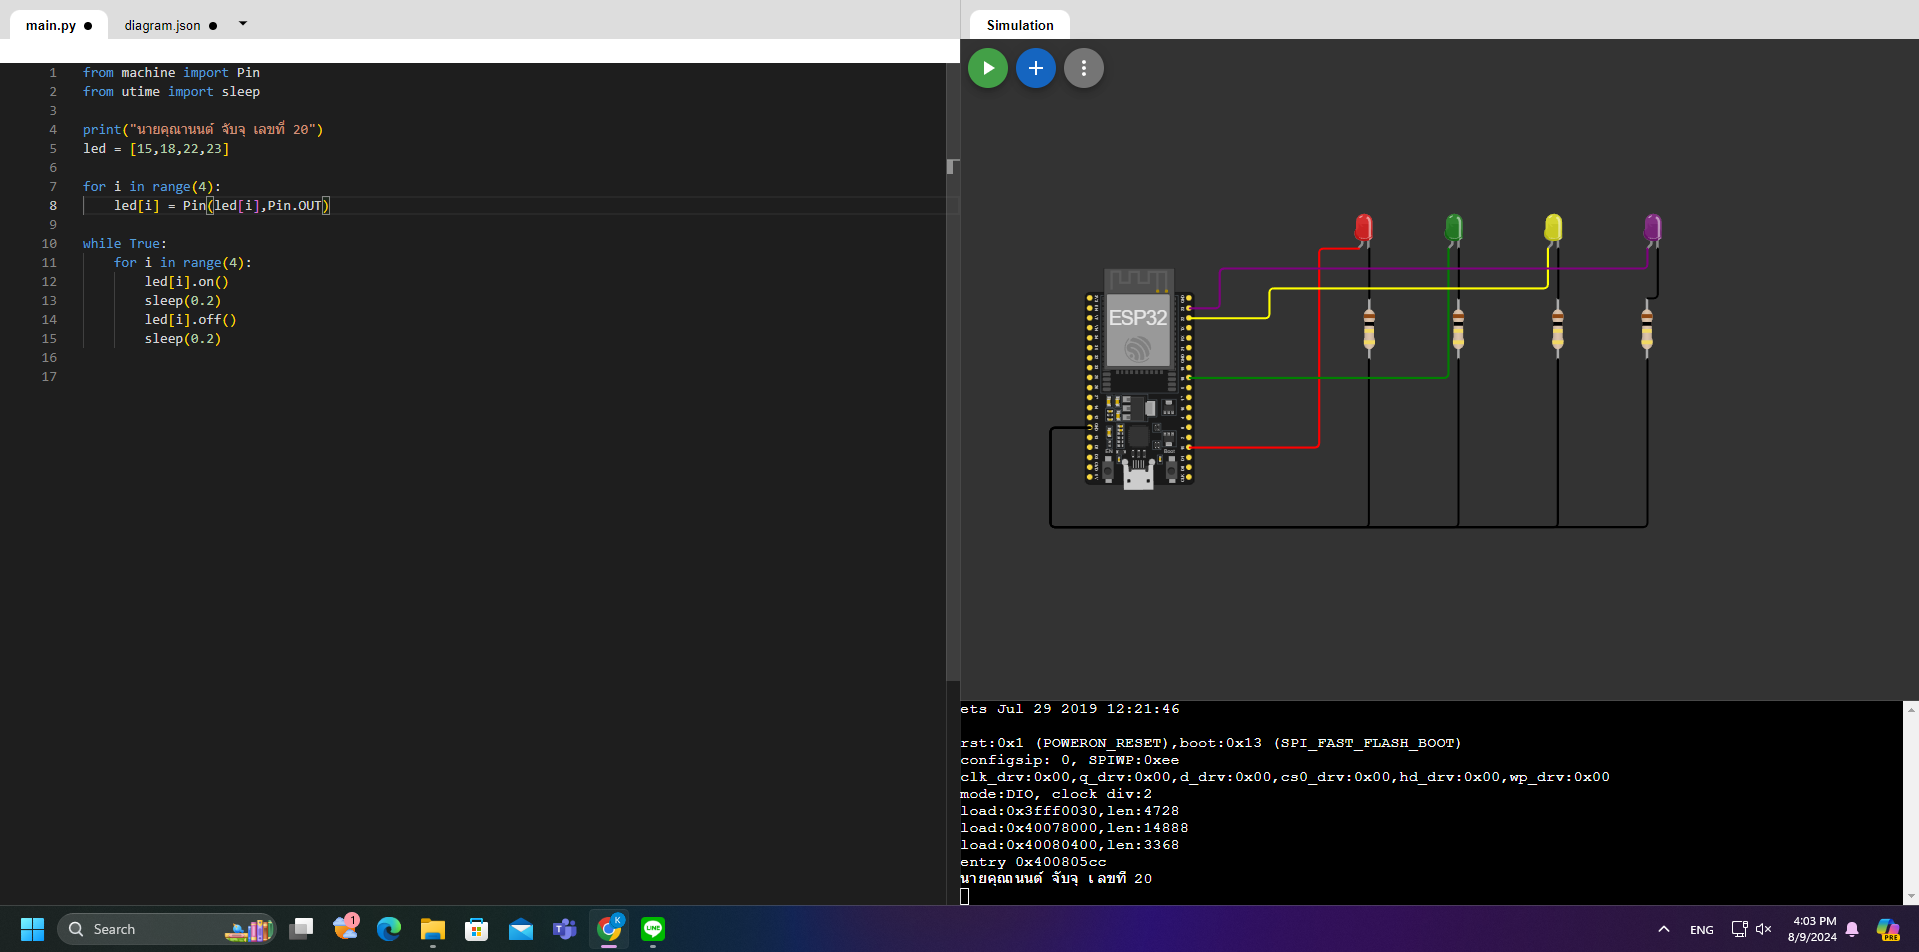 main.py
diagram.json
Simulation
1 from machine import Pin
2 from utime import sleep
3
4 print("นายคุณานนต์ จับจุ เลขที่ 20")
5 led = [15,18,22,23]
6
7 for i in range(4):
8 led[i] = Pin(led[i],Pin.OUT)
9
10 while True:
11 for i in range(4):
12 led[i].on()
13 sleep(0.2)
14 led[i].off()
15 sleep(0.2)
16
17
ESP32
EN
Boot
ets Jul 29 2019 12:21:46
rst:0x1 (POWERON_RESET),boot:0x13 (SPI_FAST_FLASH_BOOT)
configsip: 0, SPIWP:0xee
clk_drv:0x00,q_drv:0x00,d_drv:0x00,cs0_drv:0x00,hd_drv:0x00,wp_drv:0x00
mode:DIO, clock div:2
load:0x3fff0030,len:4728
load:0x40078000,len:14888
load:0x40080400,len:3368
entry 0x400805cc
นายคุณานนต์ จับจุ เลขที่ 20
Search
1
K
LINE
ENG
4:03 PM
8/9/2024
PRE